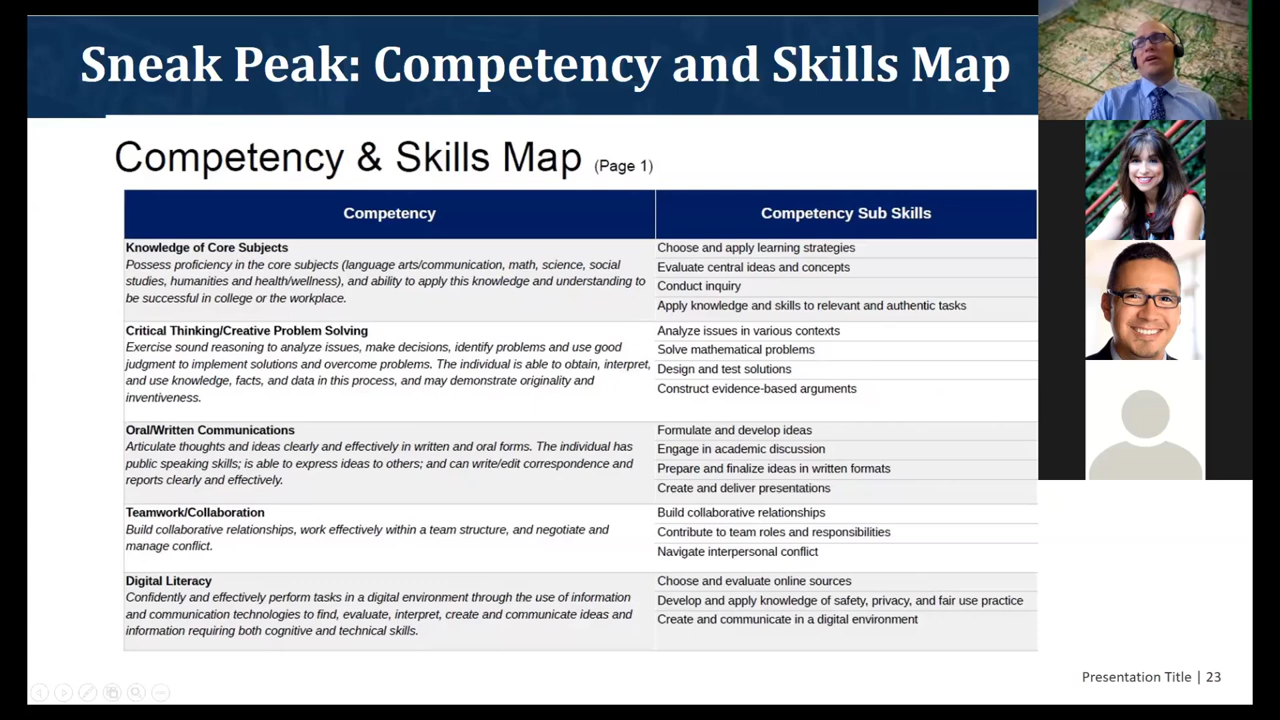 Sneak Peak: Competency and Skills Map
Competency & Skills Map (Page 1)
Competency
Competency Sub Skills
Knowledge of Core Subjects
Possess proficiency in the core subjects (language arts/communication, math, science, social
studies, humanities and health/wellness), and ability to apply this knowledge and understanding to
be successful in college or the workplace.
Choose and apply learning strategies
Evaluate central ideas and concepts
Conduct inquiry
Apply knowledge and skills to relevant and authentic tasks
Critical Thinking/Creative Problem Solving
Exercise sound reasoning to analyze issues, make decisions, identify problems and use good
judgment to implement solutions and overcome problems. The individual is able to obtain, interpret,
and use knowledge, facts, and data in this process, and may demonstrate originality and
inventiveness.
Analyze issues in various contexts
Solve mathematical problems
Design and test solutions
Construct evidence-based arguments
Oral/Written Communications
Articulate thoughts and ideas clearly and effectively in written and oral forms. The individual has
public speaking skills; is able to express ideas to others; and can write/edit correspondence and
reports clearly and effectively.
Formulate and develop ideas
Engage in academic discussion
Prepare and finalize ideas in written formats
Create and deliver presentations
Teamwork/Collaboration
Build collaborative relationships, work effectively within a team structure, and negotiate and
manage conflict.
Build collaborative relationships
Contribute to team roles and responsibilities
Navigate interpersonal conflict
Digital Literacy
Confidently and effectively perform tasks in a digital environment through the use of information
and communication technologies to find, evaluate, interpret, create and communicate ideas and
information requiring both cognitive and technical skills.
Choose and evaluate online sources
Develop and apply knowledge of safety, privacy, and fair use practice
Create and communicate in a digital environment
Presentation Title | 23